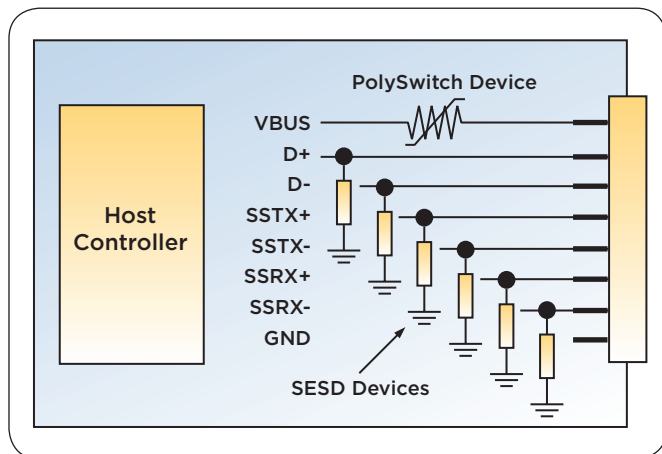 PolySwitch Device
VBUS
D+
D-
SSTX+
SSTX-
SSRX+
SSRX-
GND
Host
Controller
SESD Devices